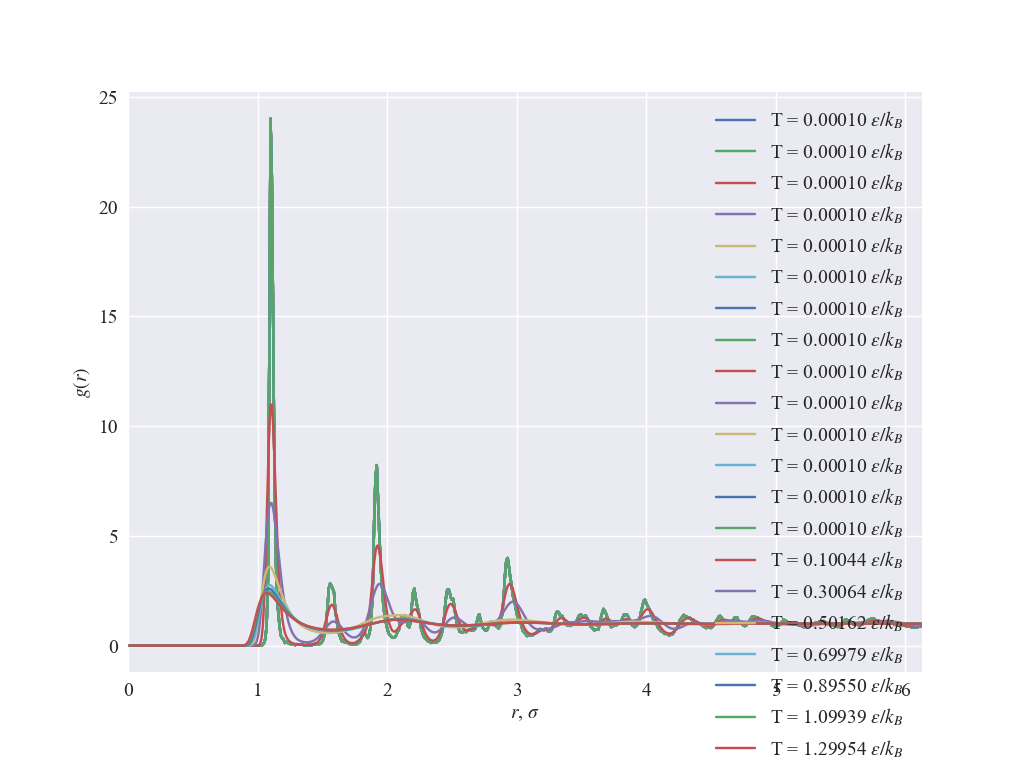 25
20
15
10
5
0
g(r)
0 1 2 3 4 5 6
r, σ
T = 0.00010 ε/k_B
T = 0.00010 ε/k_B
T = 0.00010 ε/k_B
T = 0.00010 ε/k_B
T = 0.00010 ε/k_B
T = 0.00010 ε/k_B
T = 0.00010 ε/k_B
T = 0.00010 ε/k_B
T = 0.00010 ε/k_B
T = 0.00010 ε/k_B
T = 0.00010 ε/k_B
T = 0.00010 ε/k_B
T = 0.00010 ε/k_B
T = 0.00010 ε/k_B
T = 0.10044 ε/k_B
T = 0.30064 ε/k_B
T = 0.50162 ε/k_B
T = 0.69979 ε/k_B
T = 0.89550 ε/k_B
T = 1.09939 ε/k_B
T = 1.29954 ε/k_B